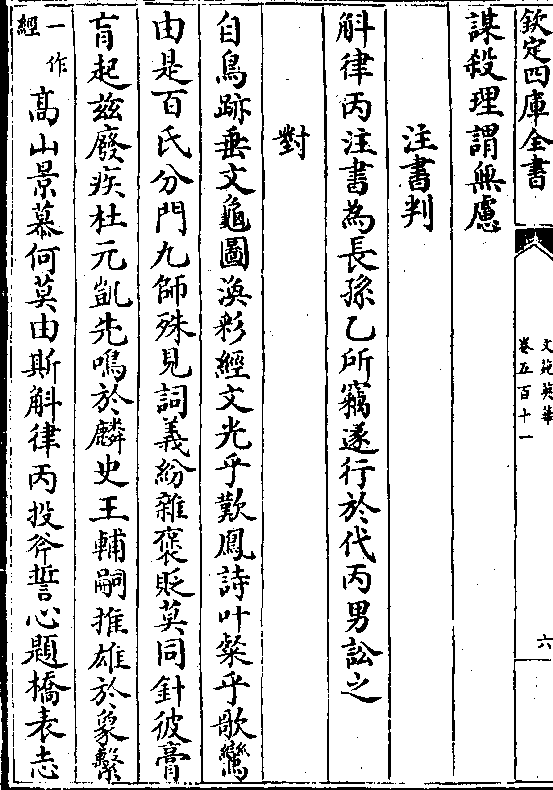 欽定四庫全書
文苑英華
卷五百十一
六
謀殺理謂無慮
注書判
斛律丙注書為長孫乙所竊遂行於代丙男訟之
對
自鳥跡垂文龜圖渙彩經文光乎歎鳳詩叶粲乎歌鸞
由是百氏分門九師殊見詞義紛雜褒貶莫同針彼膏
肓起兹廢疾杜元凱先鳴於麟史王輔嗣推雄於象繫
一作
經
高山景慕何莫由斯斛律丙投斧誓心題橋表志